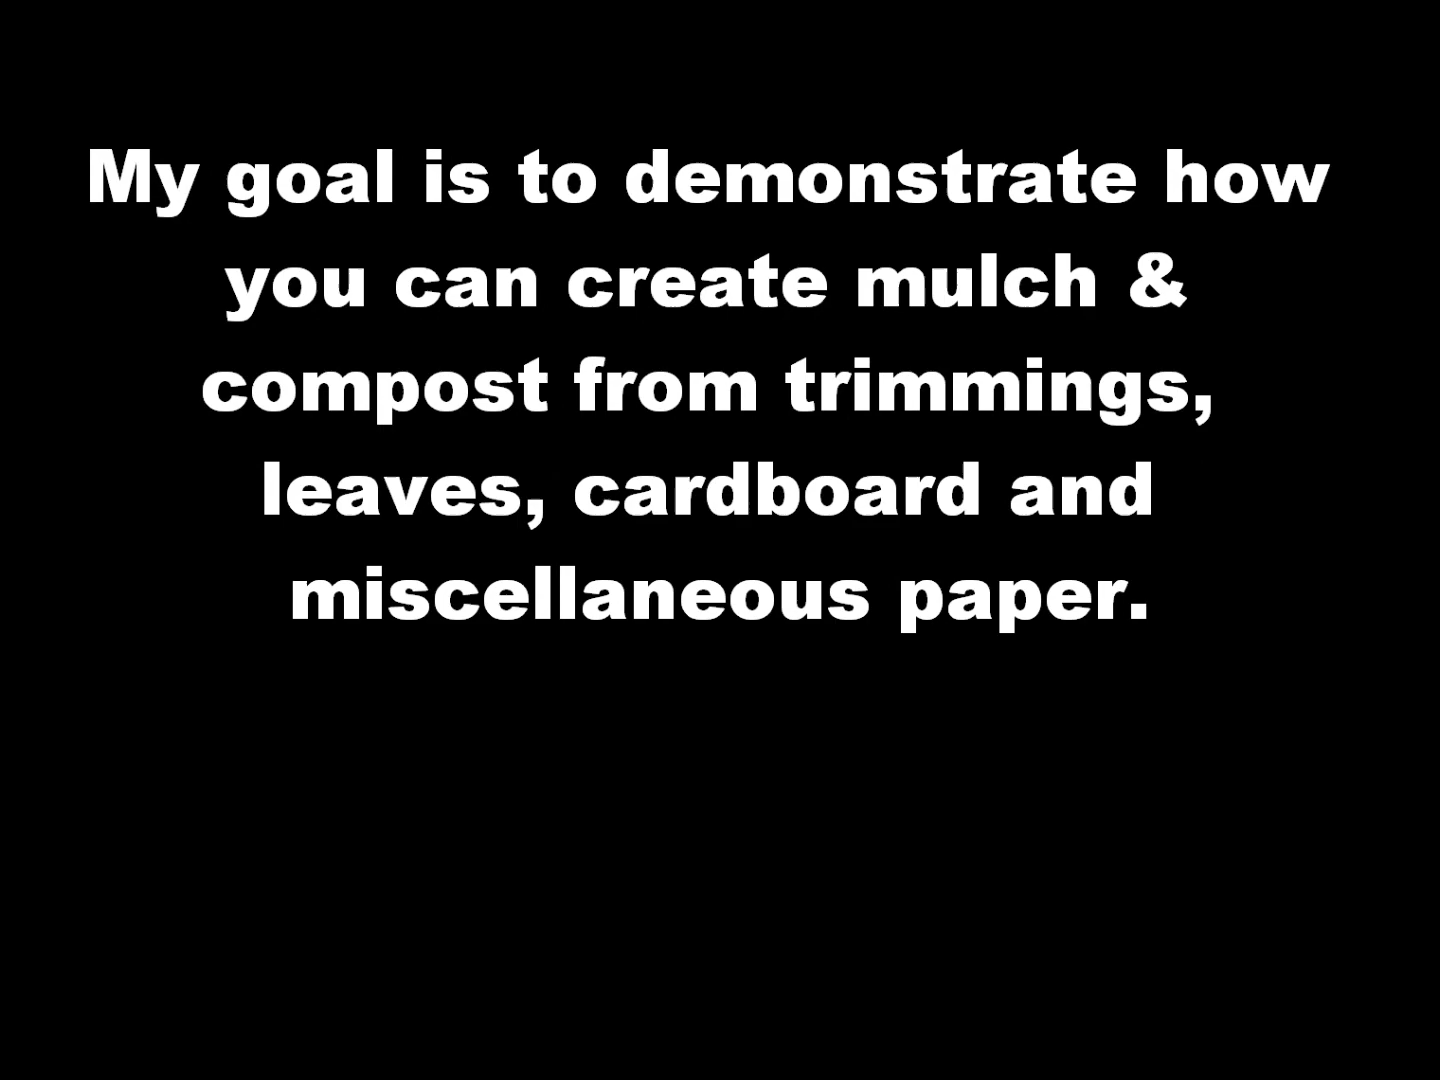 My goal is to demonstrate how
you can create mulch &
compost from trimmings,
leaves, cardboard and
miscellaneous paper.